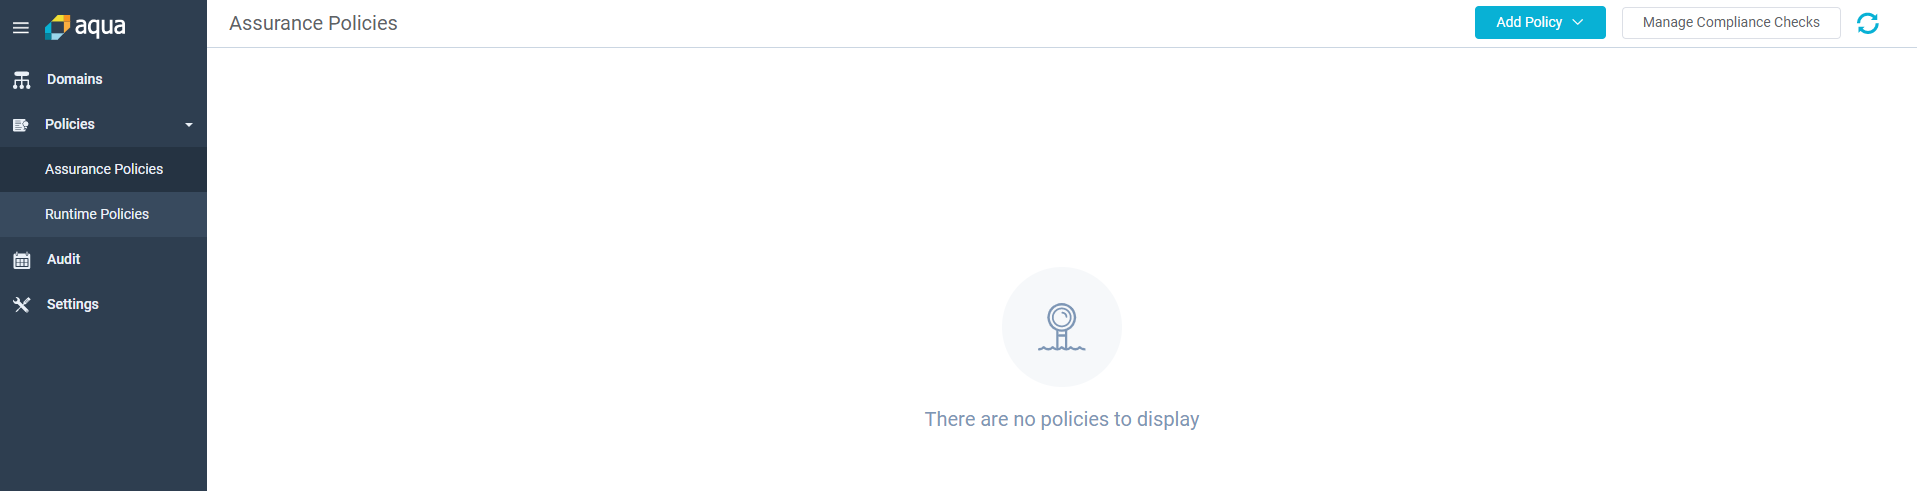 aqua
Assurance Policies
Add Policy
Manage Compliance Checks
Domains
Policies
Assurance Policies
Runtime Policies
Audit
Settings
There are no policies to display